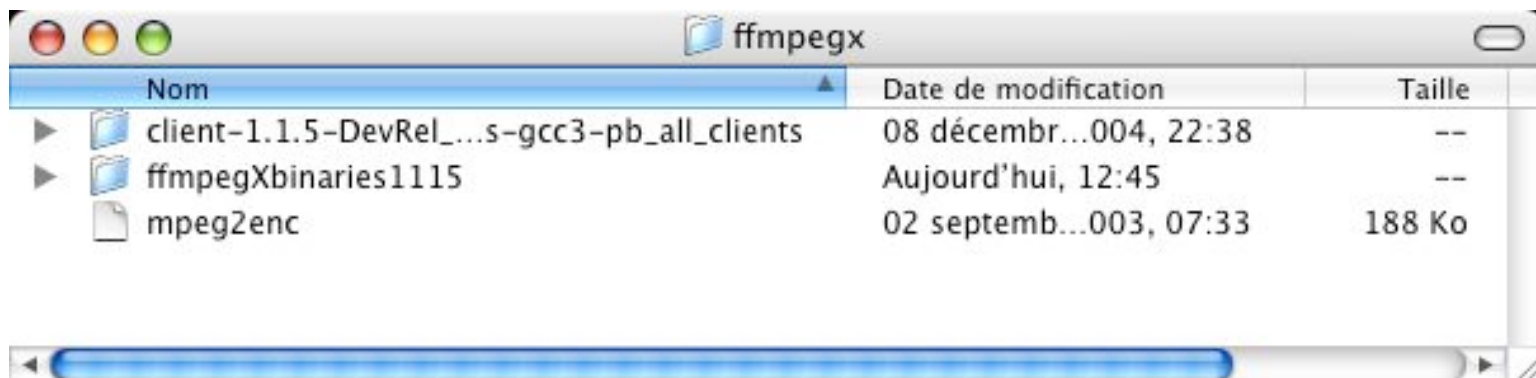 ffmpegx
Nom Date de modification Taille
client-1.1.5-DevRel_...s-gcc3-pb_all_clients 08 décembr...004, 22:38 --
ffmpegXbinaries1115 Aujourd'hui, 12:45 --
mpeg2enc 02 septemb...003, 07:33 188 Ko